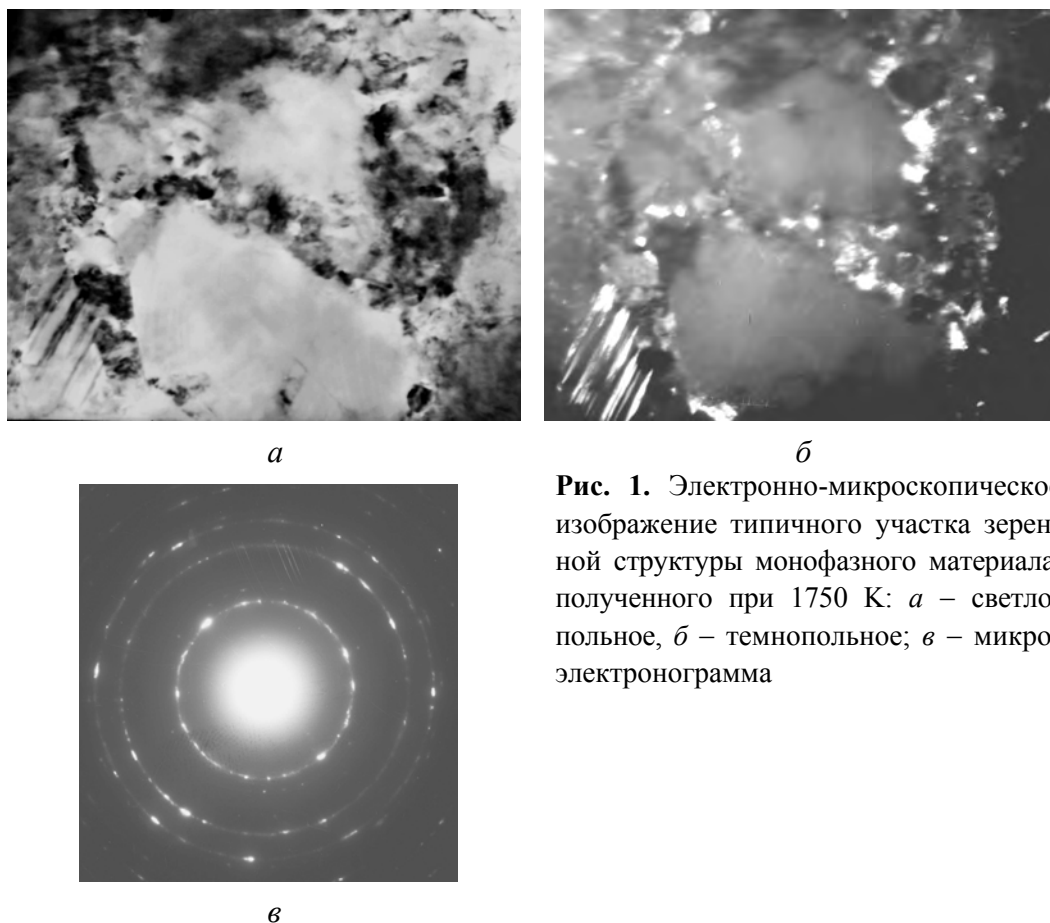 а
б
Рис. 1. Электронно-микроскопическое
изображение типичного участка зерен-
ной структуры монофазного материала,
полученного при 1750 K: а – светло-
польное, б – темнопольное; в – микро-
электронограмма
в